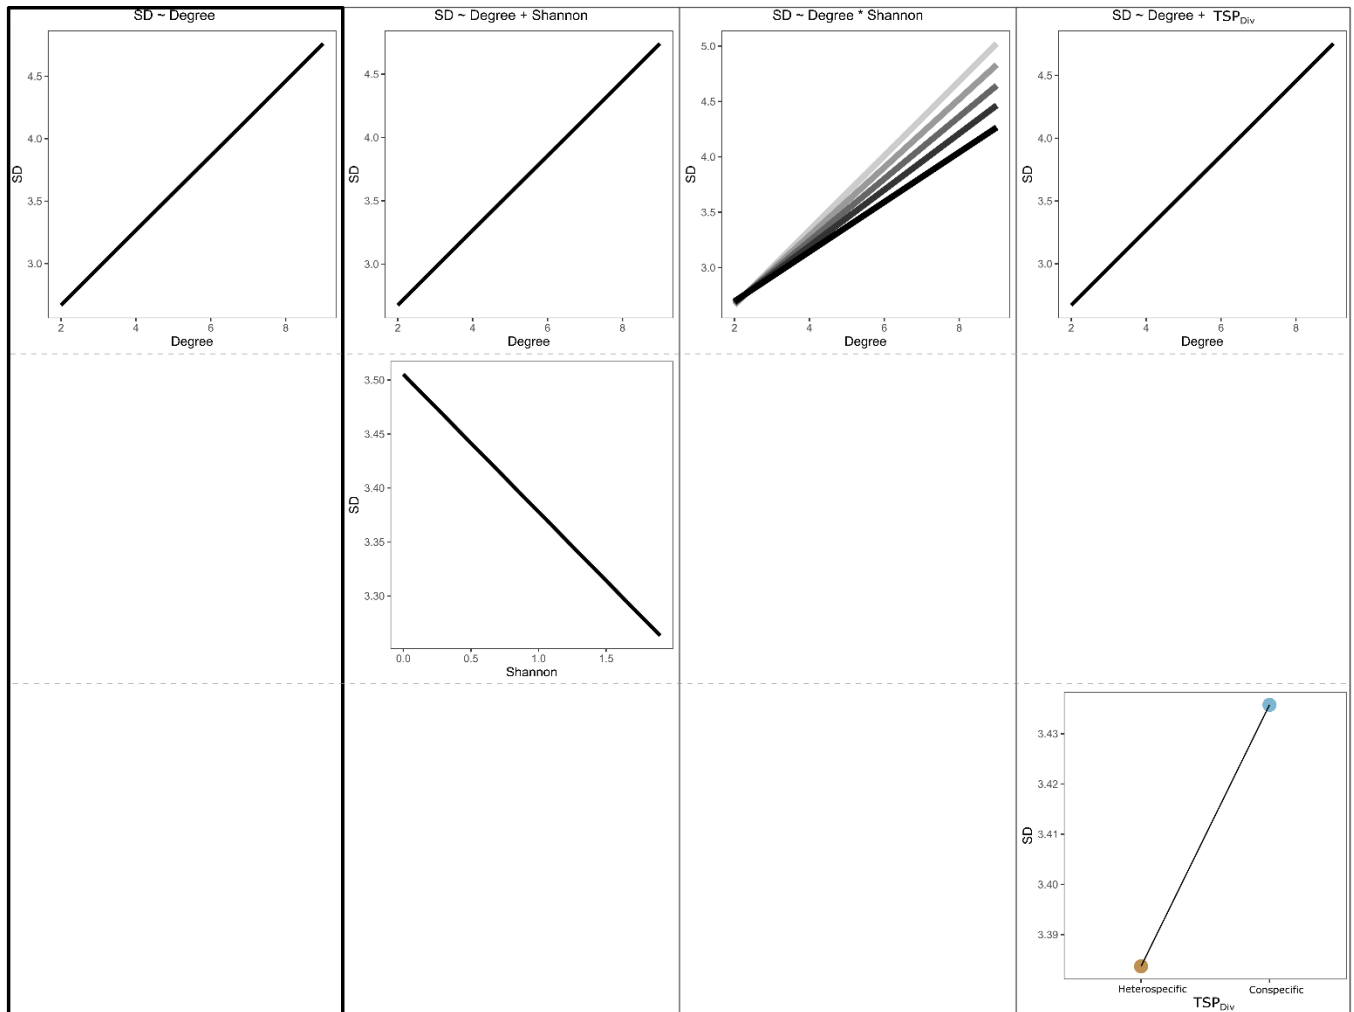 SD ~ Degree
SD ~ Degree + Shannon
SD ~ Degree * Shannon
SD ~ Degree + TSP_Div
4.5
4.0
3.5
3.0
SD
2 4 6 8
Degree
4.5
4.0
3.5
3.0
SD
2 4 6 8
Degree
5.0
4.5
4.0
3.5
3.0
SD
2 4 6 8
Degree
4.5
4.0
3.5
3.0
SD
2 4 6 8
Degree
3.50
3.45
3.40
3.35
3.30
SD
0.0 0.5 1.0 1.5
Shannon
3.43
3.42
3.41
3.40
3.39
SD
Heterospecific Conspecific
TSP_Div